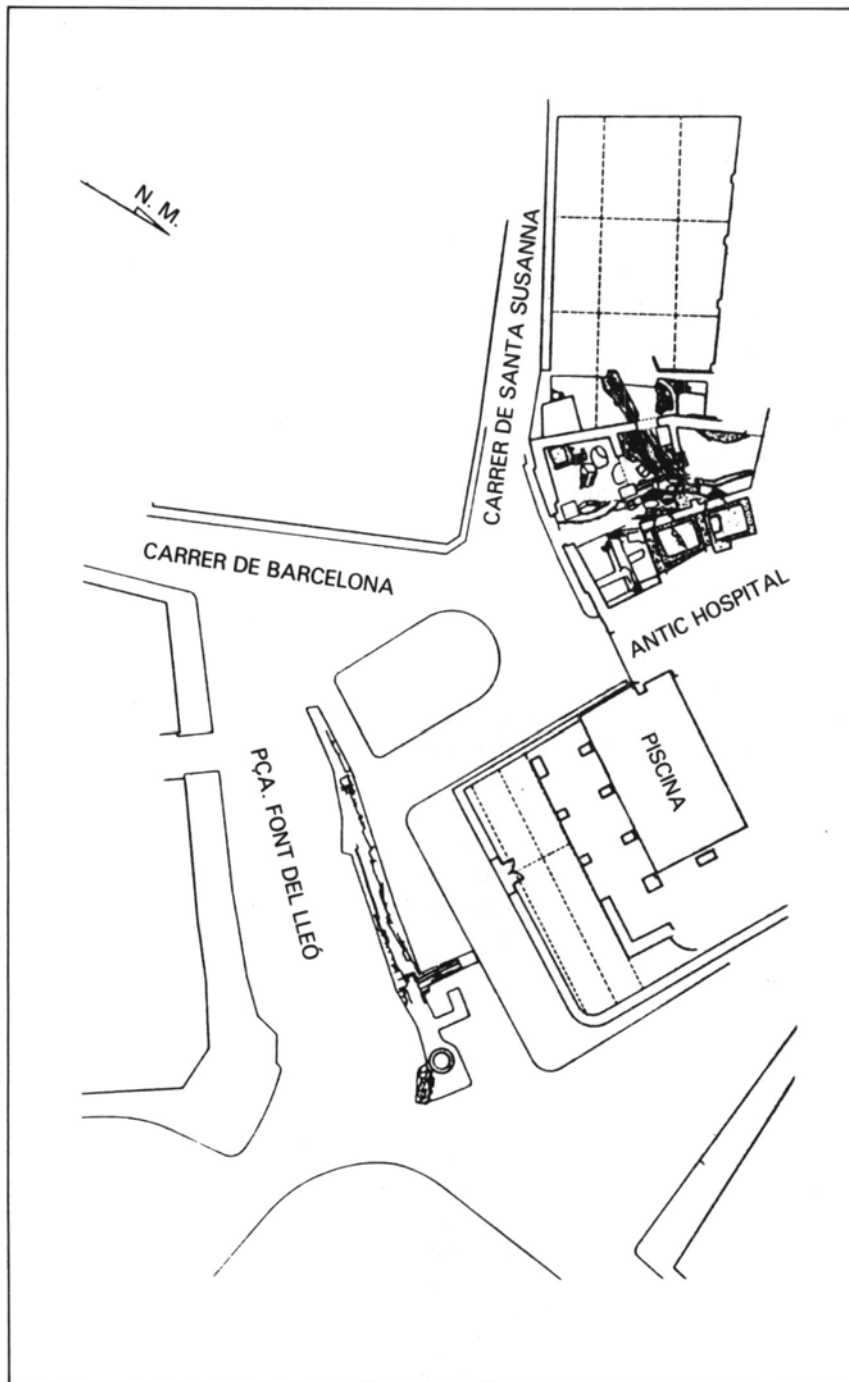 N. M.
CARRER DE SANTA SUSANNA
CARRER DE BARCELONA
ANTIC HOSPITAL
PISCINA
PÇA. FONT DEL LLEÓ